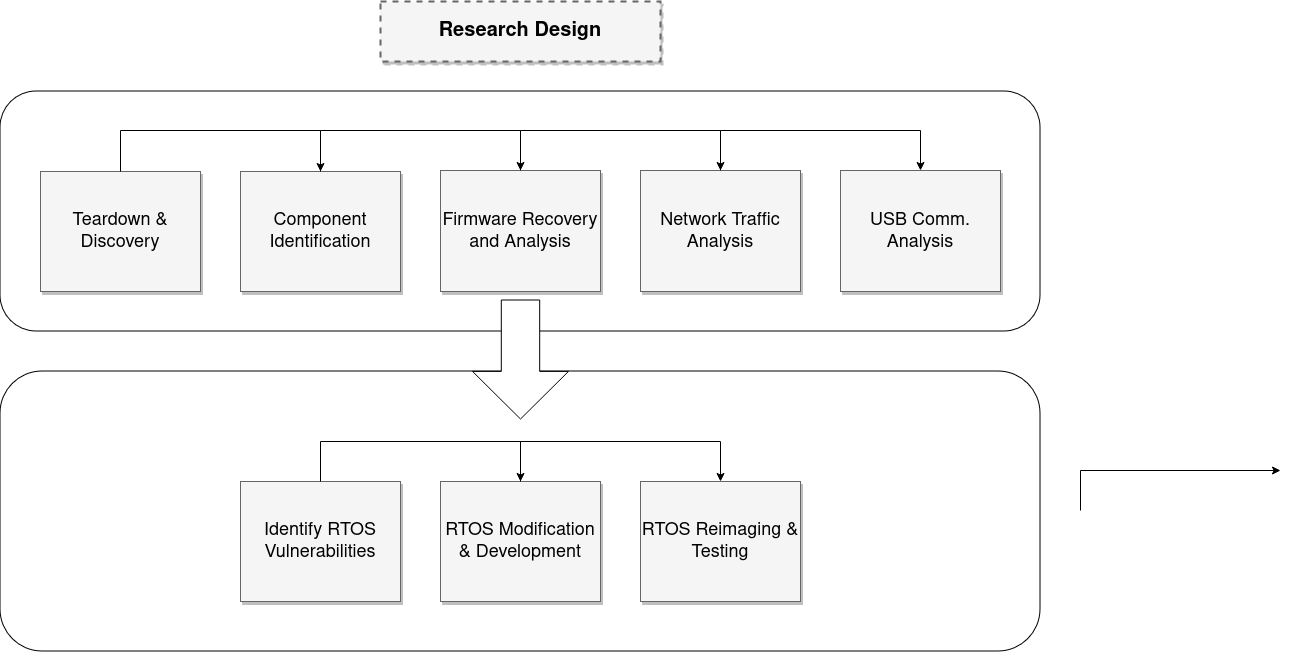 Research Design
Teardown &
Discovery
Component
Identification
Firmware Recovery
and Analysis
Network Traffic
Analysis
USB Comm.
Analysis
Identify RTOS
Vulnerabilities
RTOS Modification
& Development
RTOS Reimaging &
Testing